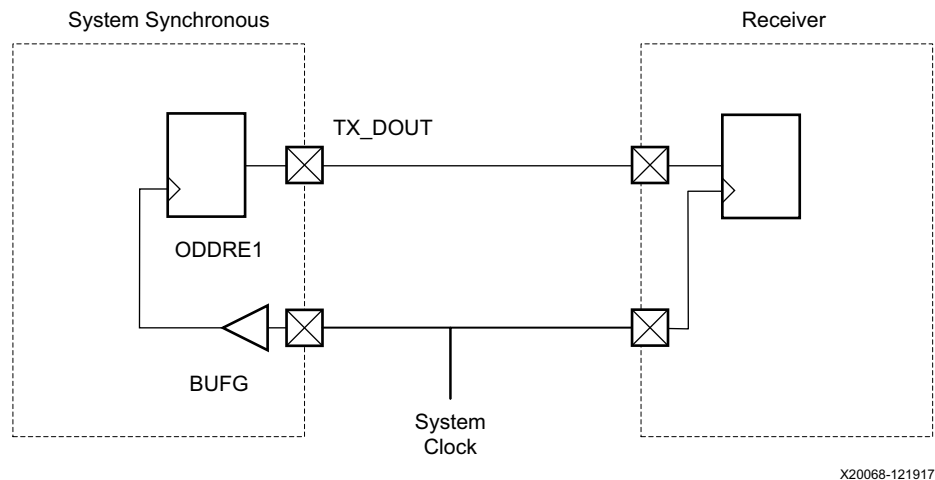 System Synchronous
Receiver
TX_DOUT
ODDRE1
BUFG
System
Clock
X20068-121917